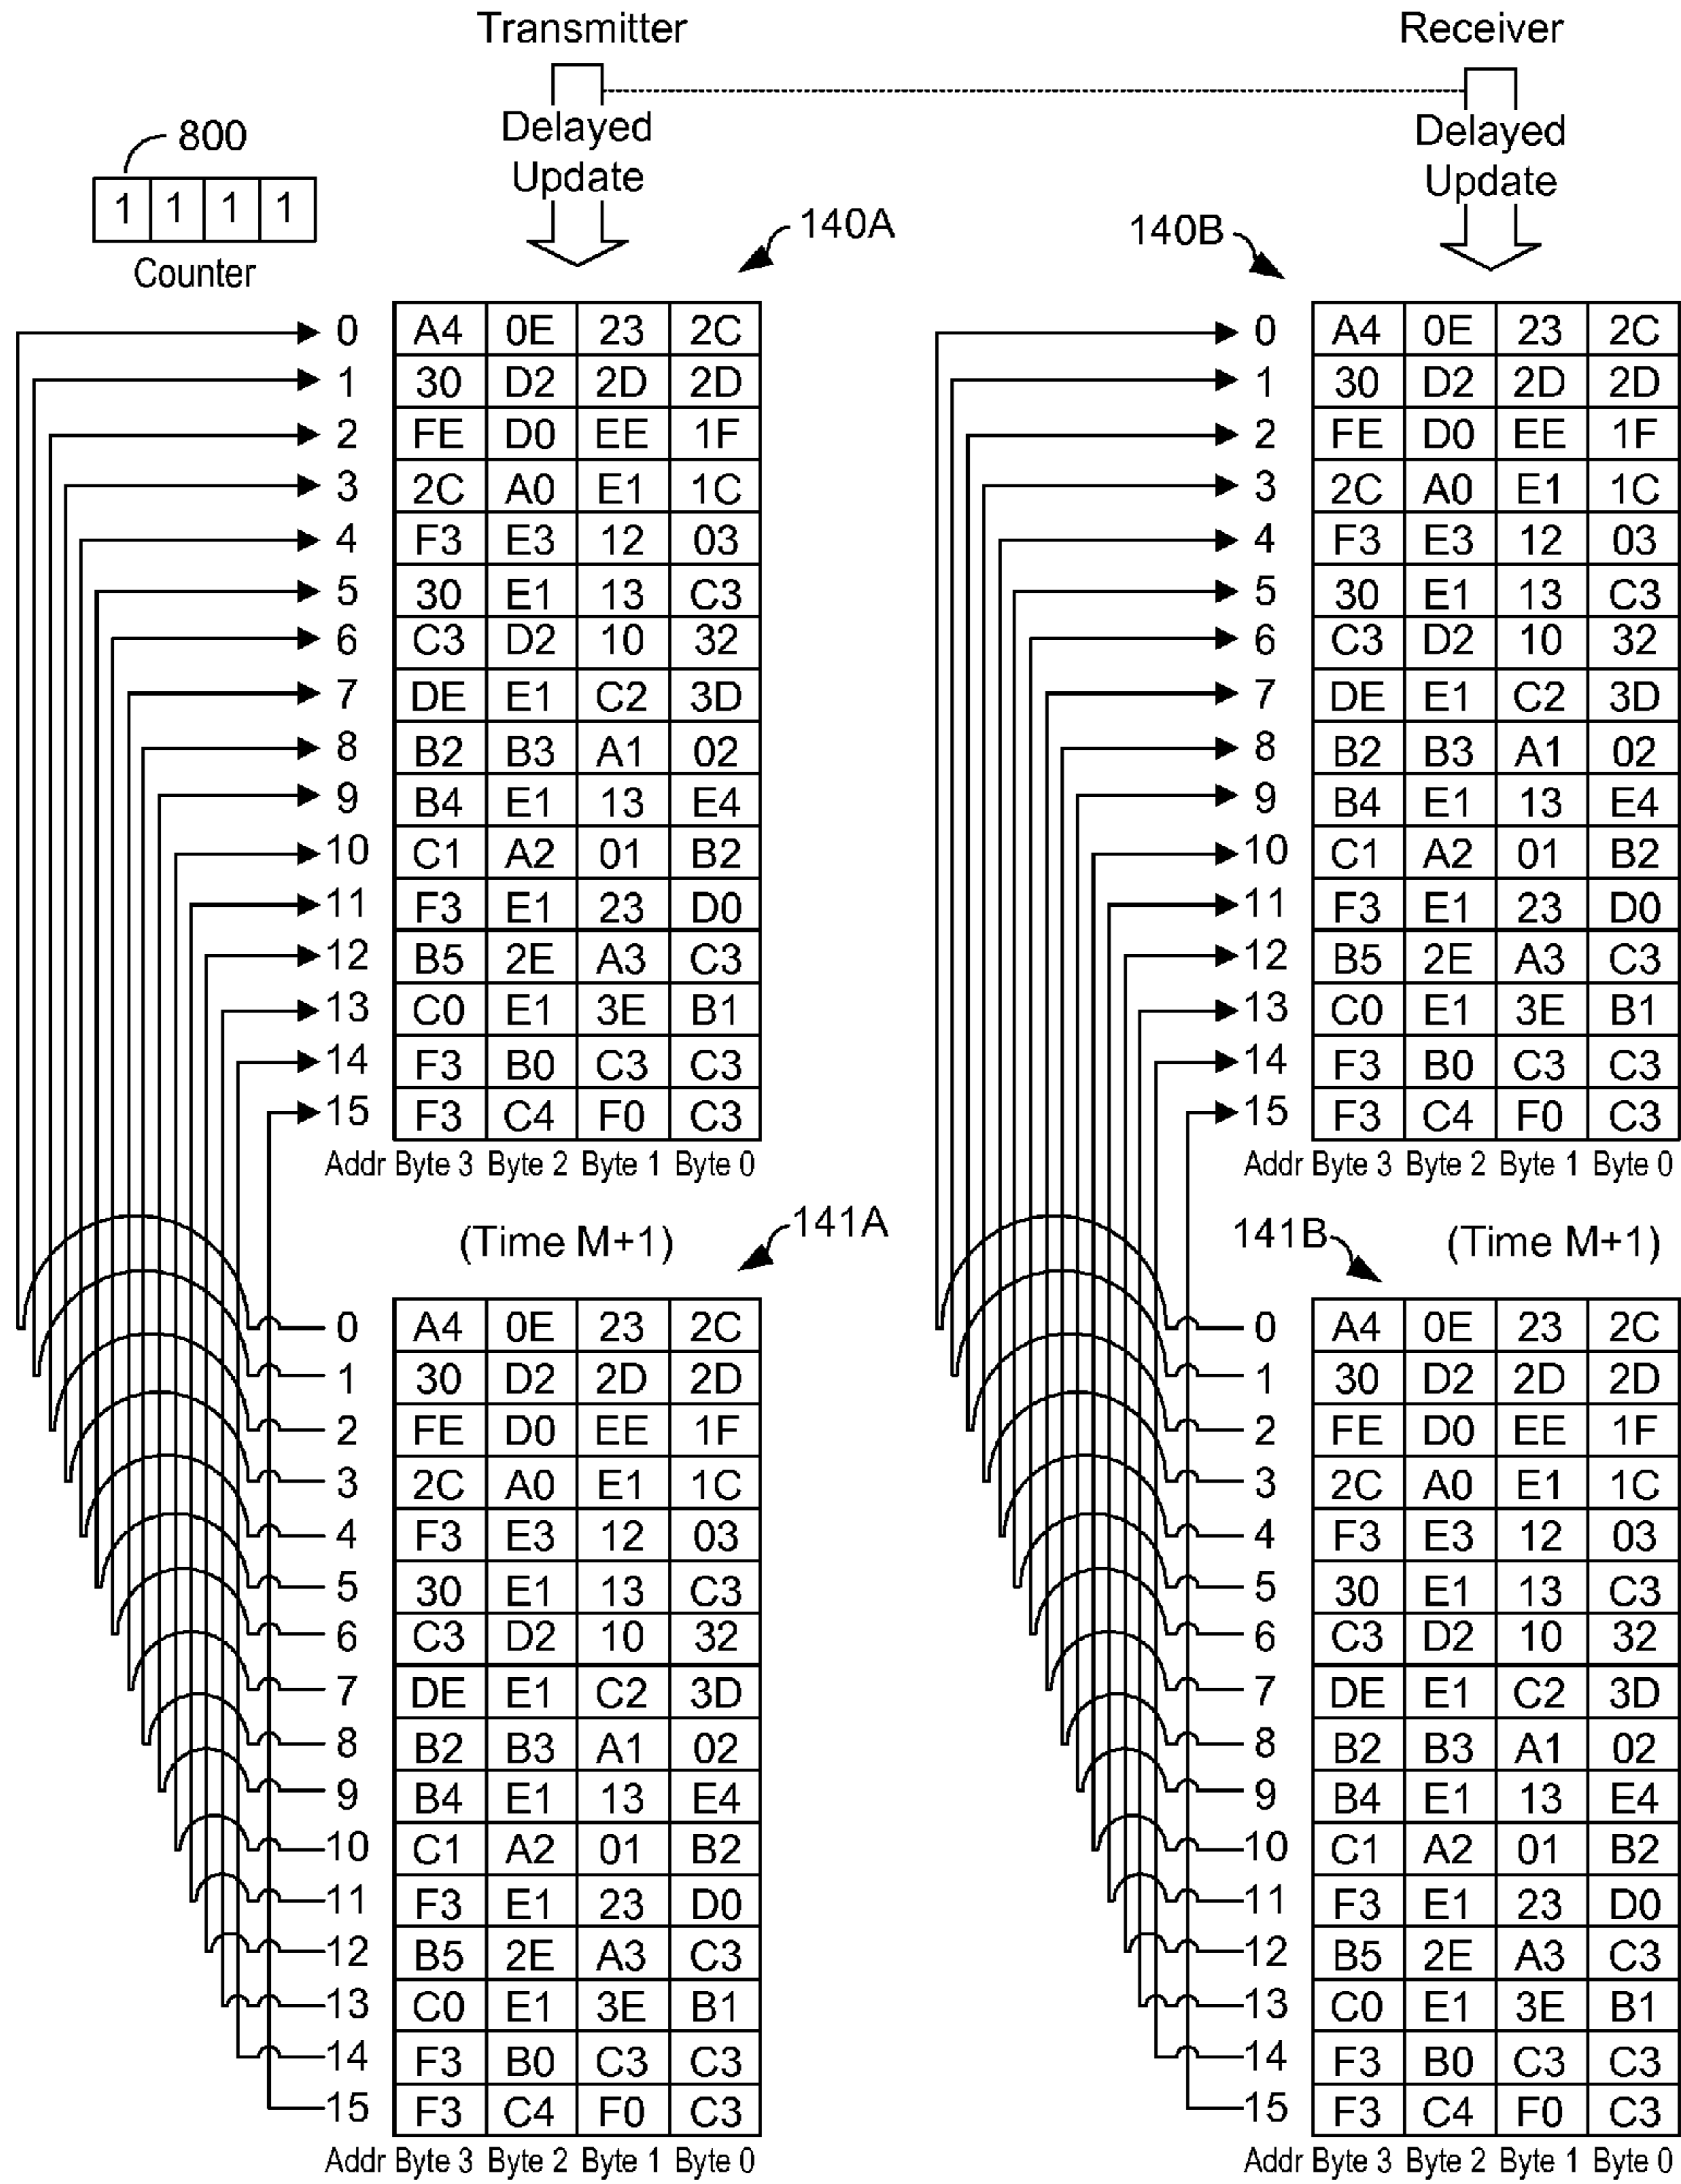 Transmitter
Delayed
Update
Receiver
Delayed
Update
800
1 1 1 1
Counter
140A
0 A4 0E 23 2C
1 30 D2 2D 2D
2 FE D0 EE 1F
3 2C A0 E1 1C
4 F3 E3 12 03
5 30 E1 13 C3
6 C3 D2 10 32
7 DE E1 C2 3D
8 B2 B3 A1 02
9 B4 E1 13 E4
10 C1 A2 01 B2
11 F3 E1 23 D0
12 B5 2E A3 C3
13 C0 E1 3E B1
14 F3 B0 C3 C3
15 F3 C4 F0 C3
Addr Byte 3 Byte 2 Byte 1 Byte 0
140B
0 A4 0E 23 2C
1 30 D2 2D 2D
2 FE D0 EE 1F
3 2C A0 E1 1C
4 F3 E3 12 03
5 30 E1 13 C3
6 C3 D2 10 32
7 DE E1 C2 3D
8 B2 B3 A1 02
9 B4 E1 13 E4
10 C1 A2 01 B2
11 F3 E1 23 D0
12 B5 2E A3 C3
13 C0 E1 3E B1
14 F3 B0 C3 C3
15 F3 C4 F0 C3
Addr Byte 3 Byte 2 Byte 1 Byte 0
(Time M+1)
141A
0 A4 0E 23 2C
1 30 D2 2D 2D
2 FE D0 EE 1F
3 2C A0 E1 1C
4 F3 E3 12 03
5 30 E1 13 C3
6 C3 D2 10 32
7 DE E1 C2 3D
8 B2 B3 A1 02
9 B4 E1 13 E4
10 C1 A2 01 B2
11 F3 E1 23 D0
12 B5 2E A3 C3
13 C0 E1 3E B1
14 F3 B0 C3 C3
15 F3 C4 F0 C3
Addr Byte 3 Byte 2 Byte 1 Byte 0
141B
(Time M+1)
0 A4 0E 23 2C
1 30 D2 2D 2D
2 FE D0 EE 1F
3 2C A0 E1 1C
4 F3 E3 12 03
5 30 E1 13 C3
6 C3 D2 10 32
7 DE E1 C2 3D
8 B2 B3 A1 02
9 B4 E1 13 E4
10 C1 A2 01 B2
11 F3 E1 23 D0
12 B5 2E A3 C3
13 C0 E1 3E B1
14 F3 B0 C3 C3
15 F3 C4 F0 C3
Addr Byte 3 Byte 2 Byte 1 Byte 0